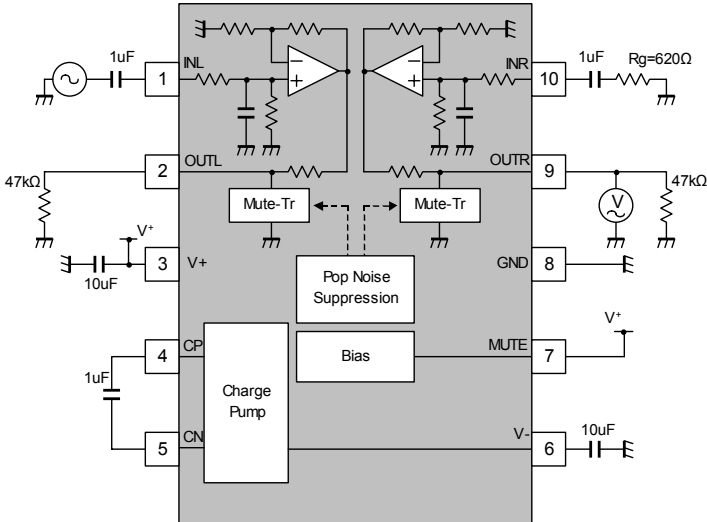 1uF
1
INL
−
+
−
+
INR
10
1uF
Rg=620Ω
47kΩ
2
OUTL
OUTR
9
V
47kΩ
Mute-Tr
Mute-Tr
V+
3
V+
10uF
Pop Noise
Suppression
GND
8
4
CP
1uF
Charge
Pump
Bias
MUTE
7
V+
5
CN
V-
6
10uF